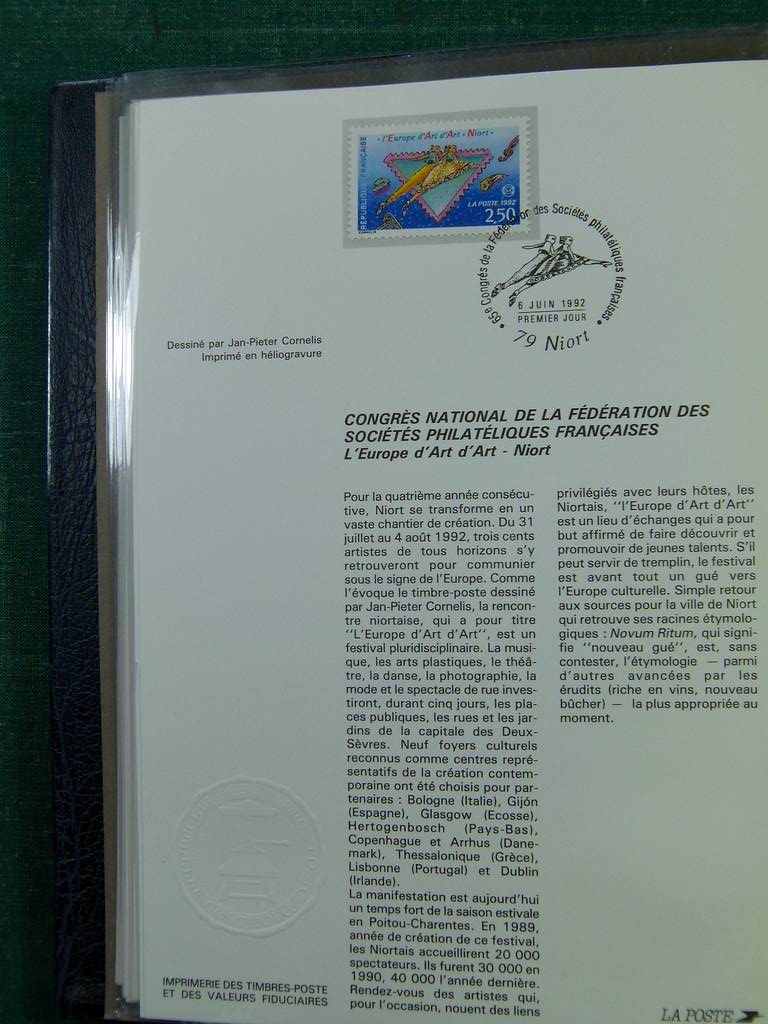 « l'Europe d'Art d'Art » Niort »
RÉPUBLIQUE FRANÇAISE
LA POSTE 1992
2,50
65e Congrès de la Fédération des Sociétés philatéliques françaises
6 JUIN 1992
PREMIER JOUR
79 Niort
Dessiné par Jan-Pieter Cornelis
Imprimé en héliogravure
CONGRÈS NATIONAL DE LA FÉDÉRATION DES
SOCIÉTÉS PHILATÉLIQUES FRANÇAISES
L'Europe d'Art d'Art - Niort
Pour la quatrième année consécu-
tive, Niort se transforme en un
vaste chantier de création. Du 31
juillet au 4 août 1992, trois cents
artistes de tous horizons s'y
retrouveront pour communier
sous le signe de l'Europe. Comme
l'évoque le timbre-poste dessiné
par Jan-Pieter Cornelis, la rencon-
tre niortaise, qui a pour titre
''L'Europe d'Art d'Art'', est un
festival pluridisciplinaire. La musi-
que, les arts plastiques, le théâ-
tre, la danse, la photographie, la
mode et le spectacle de rue inves-
tiront, durant cinq jours, les pla-
ces publiques, les rues et les jar-
dins de la capitale des Deux-
Sèvres. Neuf foyers culturels
reconnus comme centres repré-
sentatifs de la création contem-
poraine ont été choisis pour par-
tenaires : Bologne (Italie), Gijón
(Espagne), Glasgow (Ecosse),
Hertogenbosch (Pays-Bas),
Copenhague et Arrhus (Dane-
mark), Thessalonique (Grèce),
Lisbonne (Portugal) et Dublin
(Irlande).
La manifestation est aujourd'hui
un temps fort de la saison estivale
en Poitou-Charentes. En 1989,
année de création de ce festival,
les Niortais accueillirent 20 000
spectateurs. Ils furent 30 000 en
1990, 40 000 l'année dernière.
Rendez-vous des artistes qui,
pour l'occasion, nouent des liens
privilégiés avec leurs hôtes, les
Niortais, ''l'Europe d'Art d'Art''
est un lieu d'échanges qui a pour
but affirmé de faire découvrir et
promouvoir de jeunes talents. S'il
peut servir de tremplin, le festival
est avant tout un gué vers
l'Europe culturelle. Simple retour
aux sources pour la ville de Niort
qui retrouve ses racines étymolo-
giques : Novum Ritum, qui signi-
fie ''nouveau gué'', est, sans
contester, l'étymologie — parmi
d'autres avancées par les
érudits (riche en vins, nouveau
bûcher) — la plus appropriée au
moment.
IMPRIMERIE DES TIMBRES-POSTE
ET DES VALEURS FIDUCIAIRES
LA POSTE